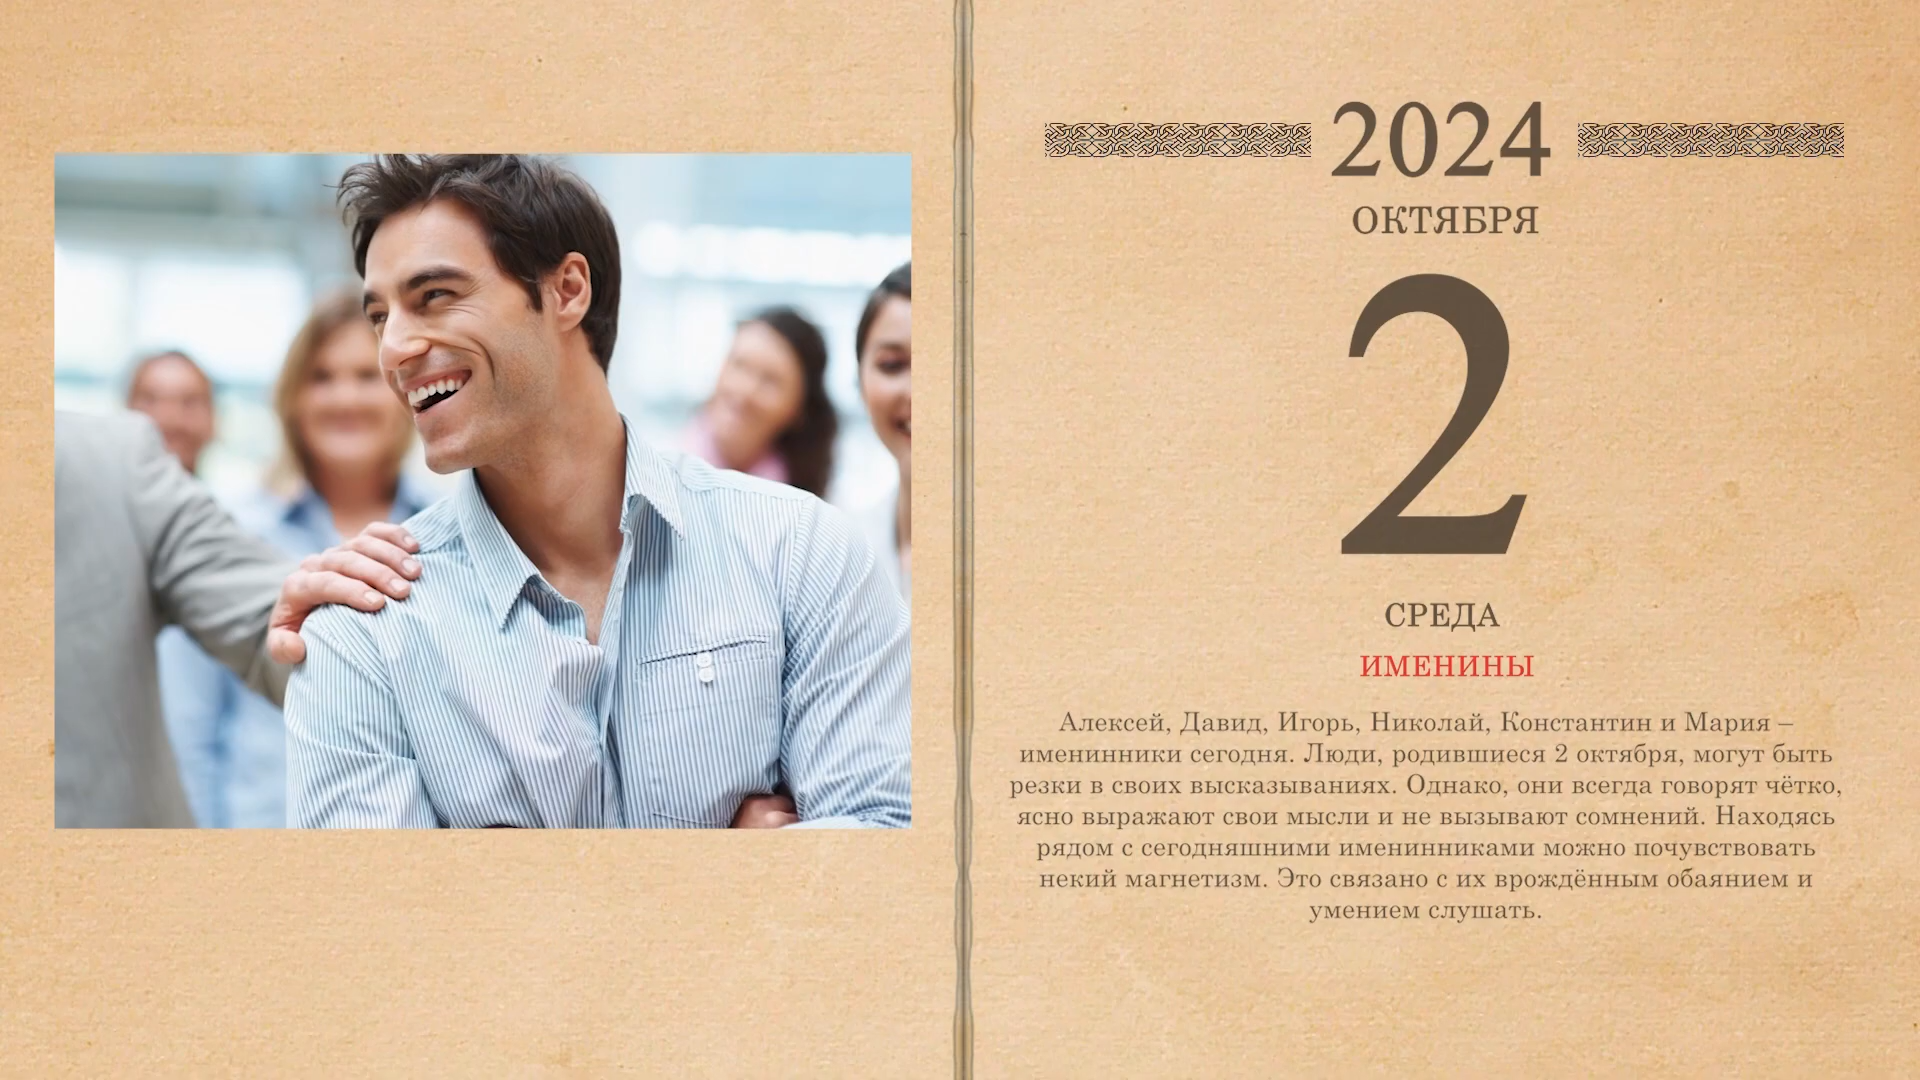 2024
ОКТЯБРЯ
2
СРЕДА
ИМЕНИНЫ
Алексей, Давид, Игорь, Николай, Константин и Мария –
именинники сегодня. Люди, родившиеся 2 октября, могут быть
резки в своих высказываниях. Однако, они всегда говорят чётко,
ясно выражают свои мысли и не вызывают сомнений. Находясь
рядом с сегодняшними именинниками можно почувствовать
некий магнетизм. Это связано с их врождённым обаянием и
умением слушать.